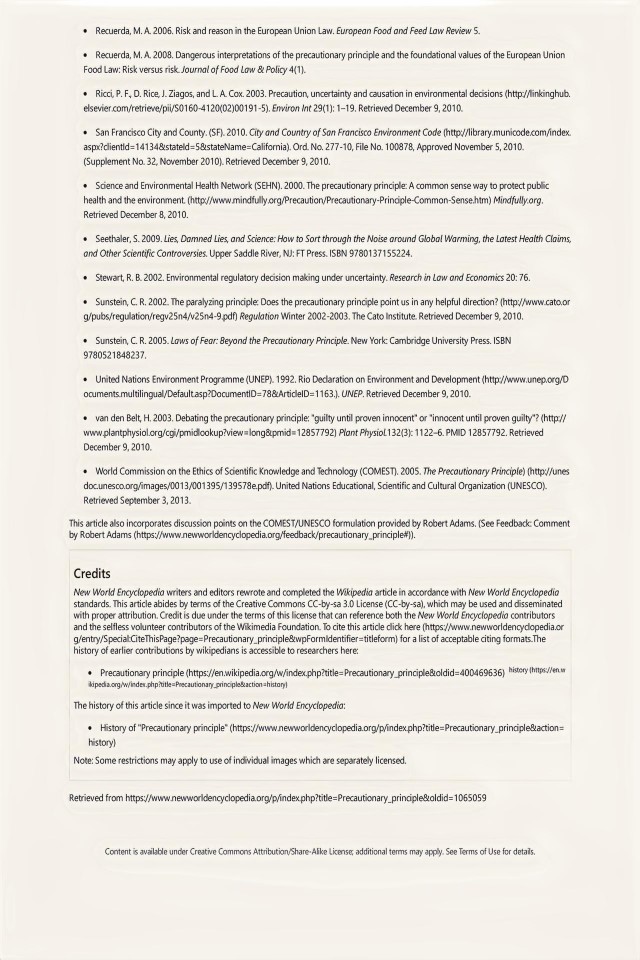 • Recuerda, M. A. 2006. Risk and reason in the European Union Law. European Food and Feed Law Review 5.
• Recuerda, M. A. 2008. Dangerous interpretations of the precautionary principle and the foundational values of the European Union
Food Law: Risk versus risk. Journal of Food Law & Policy 4(1).
• Ricci, P. F., D. Rice, J. Ziagos, and L. A. Cox. 2003. Precaution, uncertainty and causation in environmental decisions (http://linkinghub.
elsevier.com/retrieve/pii/S0160-4120(02)00191-5). Environ Int 29(1): 1–19. Retrieved December 9, 2010.
• San Francisco City and County. (SF). 2010. City and Country of San Francisco Environment Code (http://library.municode.com/index.
aspx?clientId=14134&stateId=5&stateName=California). Ord. No. 277-10, File No. 100878, Approved November 5, 2010.
(Supplement No. 32, November 2010). Retrieved December 9, 2010.
• Science and Environmental Health Network (SEHN). 2000. The precautionary principle: A common sense way to protect public
health and the environment. (http://www.mindfully.org/Precaution/Precautionary-Principle-Common-Sense.htm) Mindfully.org.
Retrieved December 8, 2010.
• Seethaler, S. 2009. Lies, Damned Lies, and Science: How to Sort through the Noise around Global Warming, the Latest Health Claims,
and Other Scientific Controversies. Upper Saddle River, NJ: FT Press. ISBN 9780137155224.
• Stewart, R. B. 2002. Environmental regulatory decision making under uncertainty. Research in Law and Economics 20: 76.
• Sunstein, C. R. 2002. The paralyzing principle: Does the precautionary principle point us in any helpful direction? (http://www.cato.or
g/pubs/regulation/regv25n4/v25n4-9.pdf) Regulation Winter 2002-2003. The Cato Institute. Retrieved December 9, 2010.
• Sunstein, C. R. 2005. Laws of Fear: Beyond the Precautionary Principle. New York: Cambridge University Press. ISBN
9780521848237.
• United Nations Environment Programme (UNEP). 1992. Rio Declaration on Environment and Development (http://www.unep.org/D
ocuments.multilingual/Default.asp?DocumentID=78&ArticleID=1163,). UNEP. Retrieved December 9, 2010.
• van den Belt, H. 2003. Debating the precautionary principle: "guilty until proven innocent" or "innocent until proven guilty"? (http://
www.plantphysiol.org/cgi/pmidlookup?view=long&pmid=12857792) Plant Physiol.132(3): 1122–6. PMID 12857792. Retrieved
December 9, 2010.
• World Commission on the Ethics of Scientific Knowledge and Technology (COMEST). 2005. The Precautionary Principle) (http://unes
doc.unesco.org/images/0013/001395/139578e.pdf). United Nations Educational, Scientific and Cultural Organization (UNESCO).
Retrieved September 3, 2013.
This article also incorporates discussion points on the COMEST/UNESCO formulation provided by Robert Adams. (See Feedback: Comment
by Robert Adams (https://www.newworldencyclopedia.org/feedback/precautionary_principle#)).
Credits
New World Encyclopedia writers and editors rewrote and completed the Wikipedia article in accordance with New World Encyclopedia
standards. This article abides by terms of the Creative Commons CC-by-sa 3.0 License (CC-by-sa), which may be used and disseminated
with proper attribution. Credit is due under the terms of this license that can reference both the New World Encyclopedia contributors
and the selfless volunteer contributors of the Wikimedia Foundation. To cite this article click here (https://www.newworldencyclopedia.or
g/entry/Special:CiteThisPage?page=Precautionary_principle&wpFormIdentifier=titleform) for a list of acceptable citing formats.The
history of earlier contributions by wikipedians is accessible to researchers here:
• Precautionary principle (https://en.wikipedia.org/w/index.php?title=Precautionary_principle&oldid=400469636) history (https://en.w
ikipedia.org/w/index.php?title=Precautionary_principle&action=history)
The history of this article since it was imported to New World Encyclopedia:
• History of "Precautionary principle" (https://www.newworldencyclopedia.org/p/index.php?title=Precautionary_principle&action=
history)
Note: Some restrictions may apply to use of individual images which are separately licensed.
Retrieved from https://www.newworldencyclopedia.org/p/index.php?title=Precautionary_principle&oldid=1065059
Content is available under Creative Commons Attribution/Share-Alike License; additional terms may apply. See Terms of Use for details.